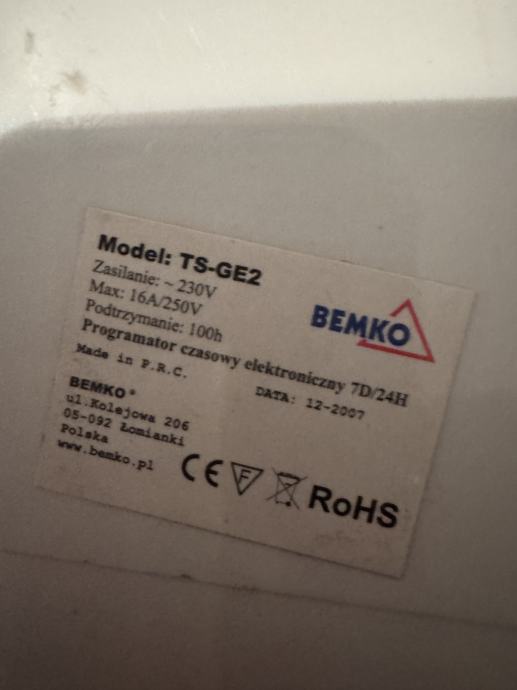 Model: TS-GE2
Zasilanie: ~ 230V
Max: 16A/250V
Podtrzymanie: 100h
BEMKO
Programator czasowy elektroniczny 7D/24H
Made in P.R.C.
DATA: 12-2007
BEMKO®
ul.Kolejowa 206
05-092 Łomianki
Polska
www.bemko.pl
CE F RoHS